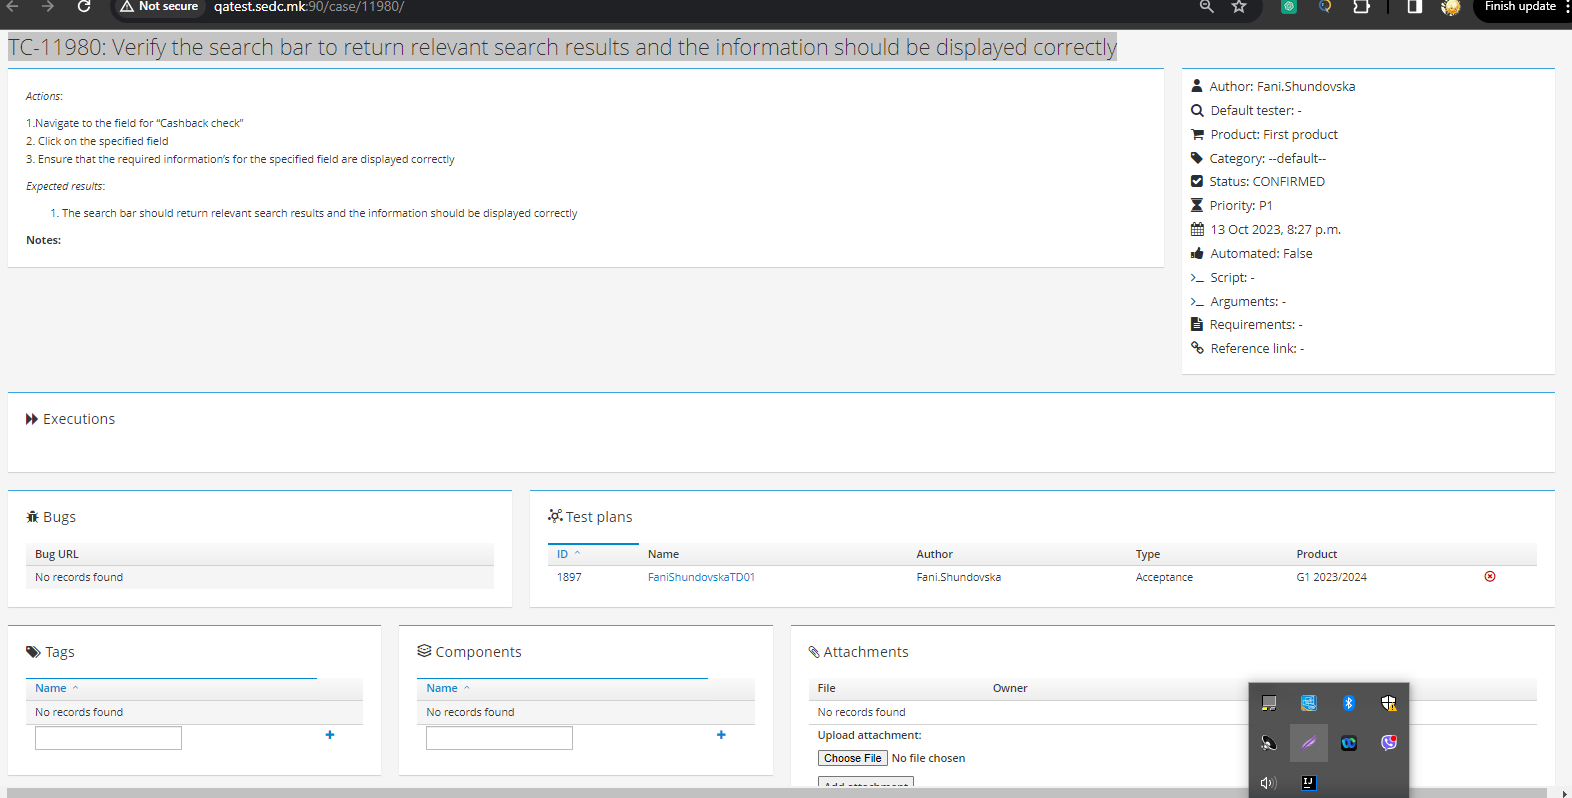 Not secure
qatest.sedc.mk:90/case/11980/
Finish update
TC-11980: Verify the search bar to return relevant search results and the information should be displayed correctly
Actions:
1.Navigate to the field for “Cashback check”
2. Click on the specified field
3. Ensure that the required information’s for the specified field are displayed correctly
Expected results:
1. The search bar should return relevant search results and the information should be displayed correctly
Notes:
Author: Fani.Shundovska
Default tester: -
Product: First product
Category: --default--
Status: CONFIRMED
Priority: P1
13 Oct 2023, 8:27 p.m.
Automated: False
Script: -
Arguments: -
Requirements: -
Reference link: -
Executions
Bugs
Bug URL
No records found
Test plans
ID Name Author Type Product
1897 FaniShundovskaTD01 Fani.Shundovska Acceptance G1 2023/2024
Tags
Name
No records found
Components
Name
No records found
Attachments
File Owner
No records found
Upload attachment:
Choose File No file chosen
Add attachment
IJ